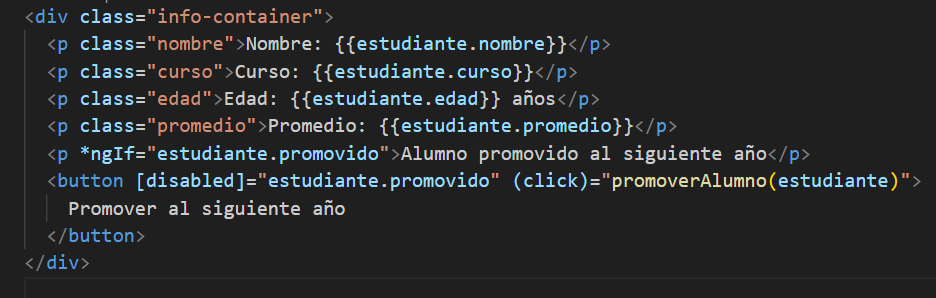 <div class="info-container">
<p class="nombre">Nombre: {{estudiante.nombre}}</p>
<p class="curso">Curso: {{estudiante.curso}}</p>
<p class="edad">Edad: {{estudiante.edad}} años</p>
<p class="promedio">Promedio: {{estudiante.promedio}}</p>
<p *ngIf="estudiante.promovido">Alumno promovido al siguiente año</p>
<button [disabled]="estudiante.promovido" (click)="promoverAlumno(estudiante)">
Promover al siguiente año
</button>
</div>